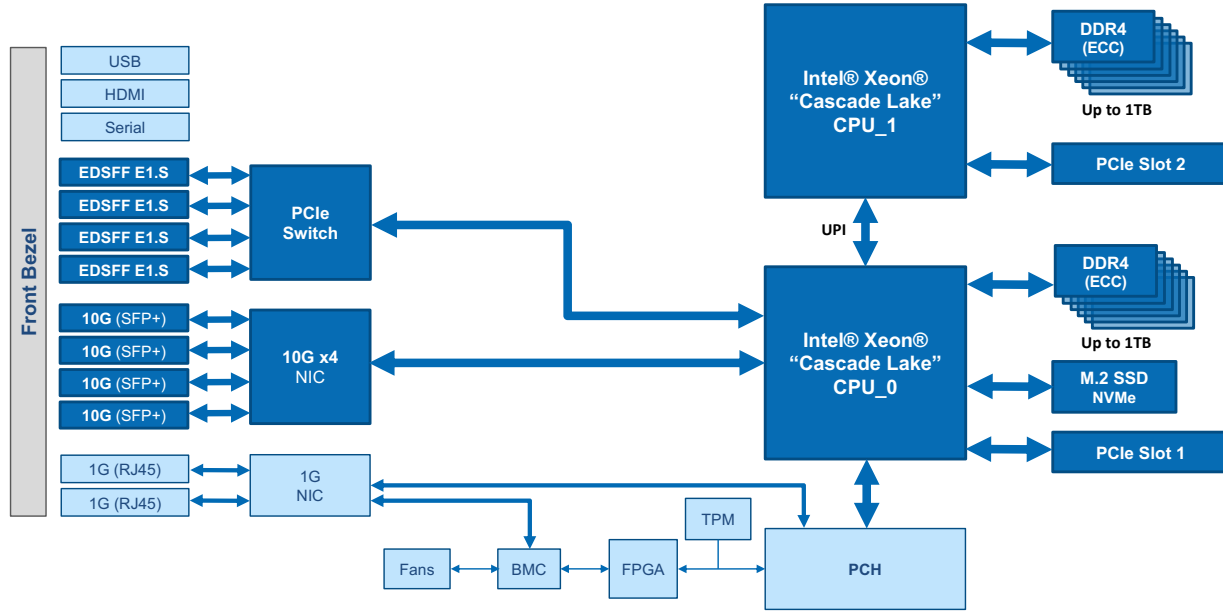 Front Bezel
USB
HDMI
Serial
EDSFF E1.S
EDSFF E1.S
EDSFF E1.S
EDSFF E1.S
PCIe
Switch
10G (SFP+)
10G (SFP+)
10G (SFP+)
10G (SFP+)
10G x4
NIC
1G (RJ45)
1G (RJ45)
1G
NIC
Intel® Xeon®
“Cascade Lake”
CPU_1
DDR4
(ECC)
Up to 1TB
PCIe Slot 2
UPI
Intel® Xeon®
“Cascade Lake”
CPU_0
DDR4
(ECC)
Up to 1TB
M.2 SSD
NVMe
PCIe Slot 1
TPM
Fans
BMC
FPGA
PCH